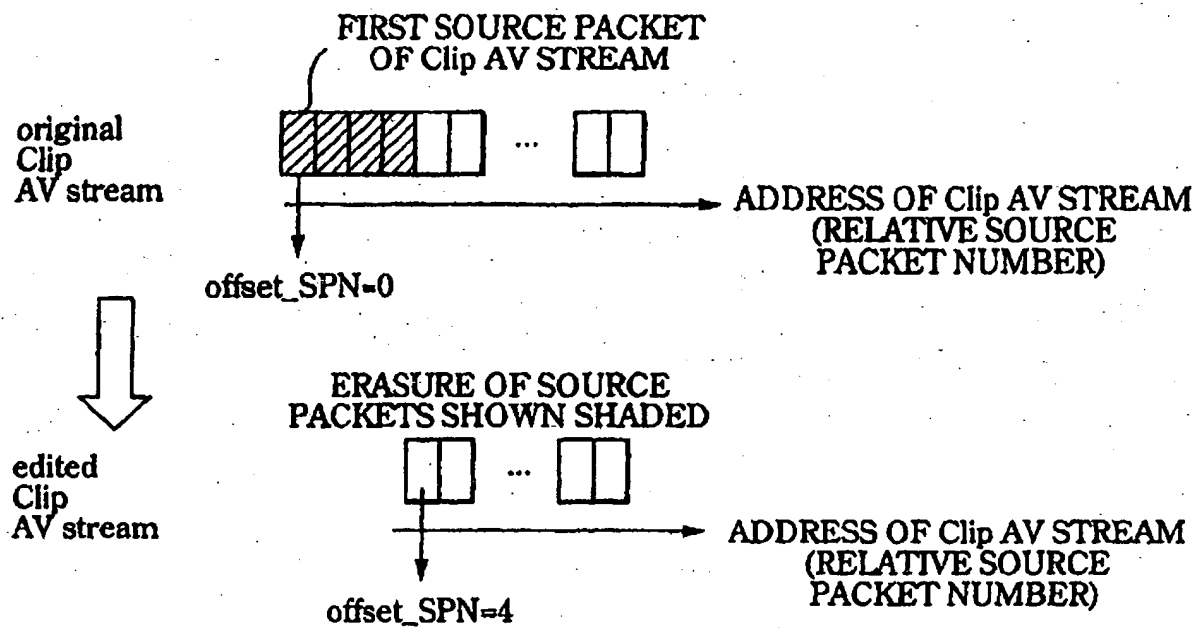 FIRST SOURCE PACKET
OF Clip AV STREAM
original
Clip
AV stream
...
ADDRESS OF Clip AV STREAM
(RELATIVE SOURCE
PACKET NUMBER)
offset_SPN=0
ERASURE OF SOURCE
PACKETS SHOWN SHADED
edited
Clip
AV stream
...
ADDRESS OF Clip AV STREAM
(RELATIVE SOURCE
PACKET NUMBER)
offset_SPN=4